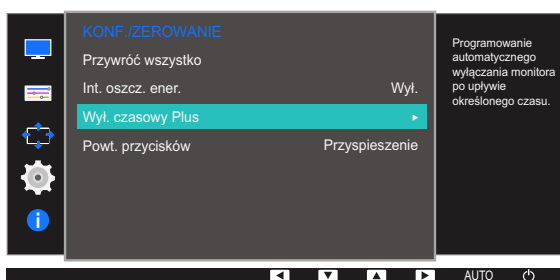 KONF./ZEROWANIE
Przywróć wszystko
Int. oszcz. ener. Wył.
Wył. czasowy Plus
Powt. przycisków Przyspieszenie
Programowanie
automatycznego
wyłączania monitora
po upływie
określonego czasu.
AUTO